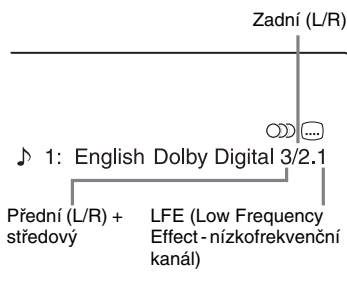 Zadní (L/R)
♪ 1: English Dolby Digital 3/2.1
Přední (L/R) +
středový
LFE (Low Frequency
Effect - nízkofrekvenční
kanál)